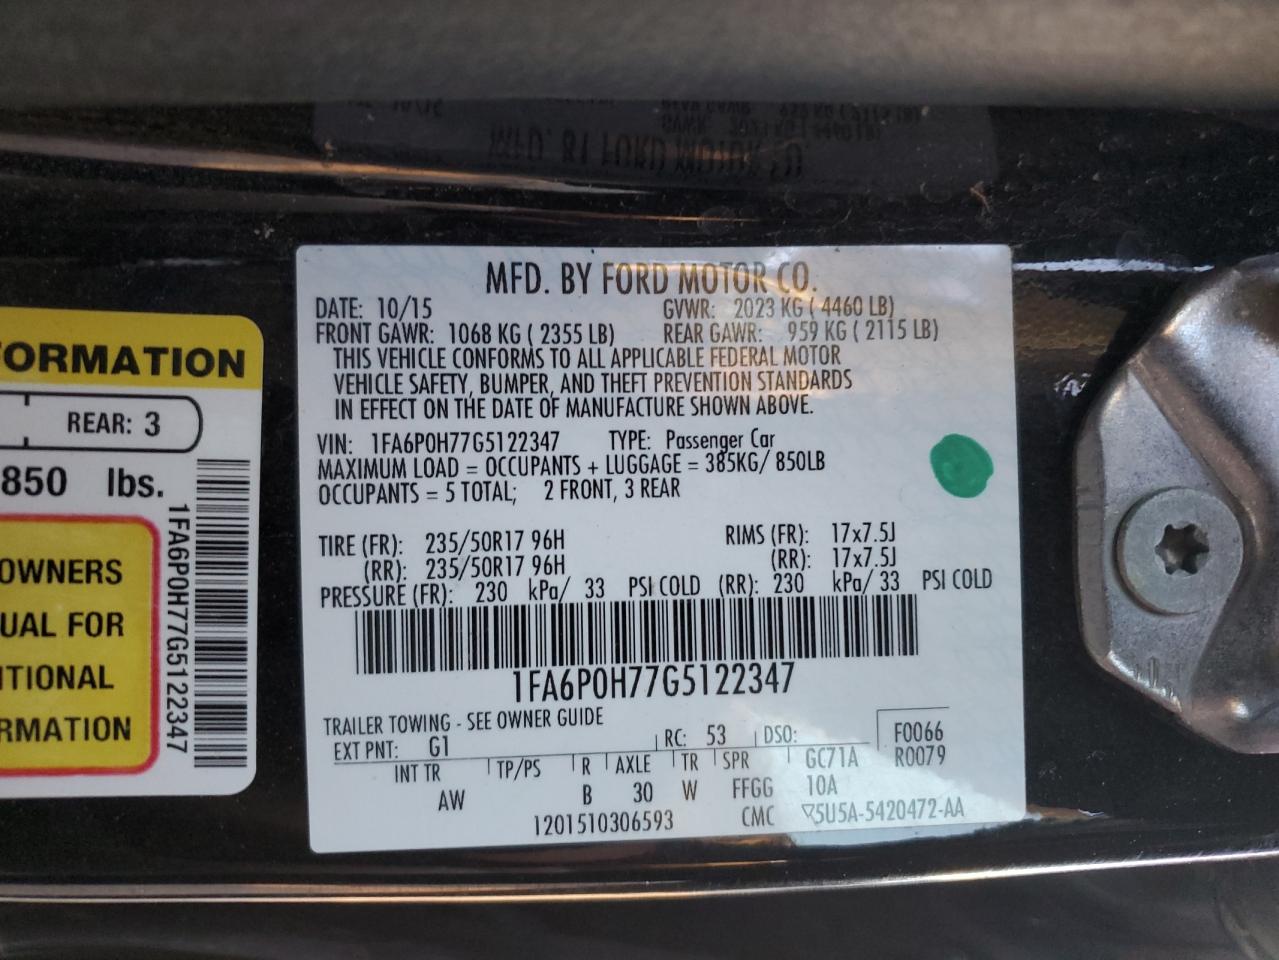 MFD. BY FORD MOTOR CO.
DATE: 10/15 GVWR: 2023 KG ( 4460 LB)
FRONT GAWR: 1068 KG ( 2355 LB) REAR GAWR: 959 KG ( 2115 LB)
THIS VEHICLE CONFORMS TO ALL APPLICABLE FEDERAL MOTOR
VEHICLE SAFETY, BUMPER, AND THEFT PREVENTION STANDARDS
IN EFFECT ON THE DATE OF MANUFACTURE SHOWN ABOVE.
VIN: 1FA6P0H77G5122347 TYPE: Passenger Car
MAXIMUM LOAD = OCCUPANTS + LUGGAGE = 385KG/ 850LB
OCCUPANTS = 5 TOTAL; 2 FRONT, 3 REAR
TIRE (FR): 235/50R17 96H RIMS (FR): 17x7.5J
(RR): 235/50R17 96H (RR): 17x7.5J
PRESSURE (FR): 230 kPa/ 33 PSI COLD (RR): 230 kPa/ 33 PSI COLD
1FA6P0H77G5122347
TRAILER TOWING - SEE OWNER GUIDE
EXT PNT: G1 RC: 53 DSO: F0066
R0079
INT TR TP/PS R AXLE TR SPR GC71A
AW B 30 W FFGG 10A
1201510306593 CMC 5U5A-5420472-AA
FORMATION
REAR: 3
850 lbs.
1FA6P0H77G5122347
OWNERS
UAL FOR
ITIONAL
RMATION